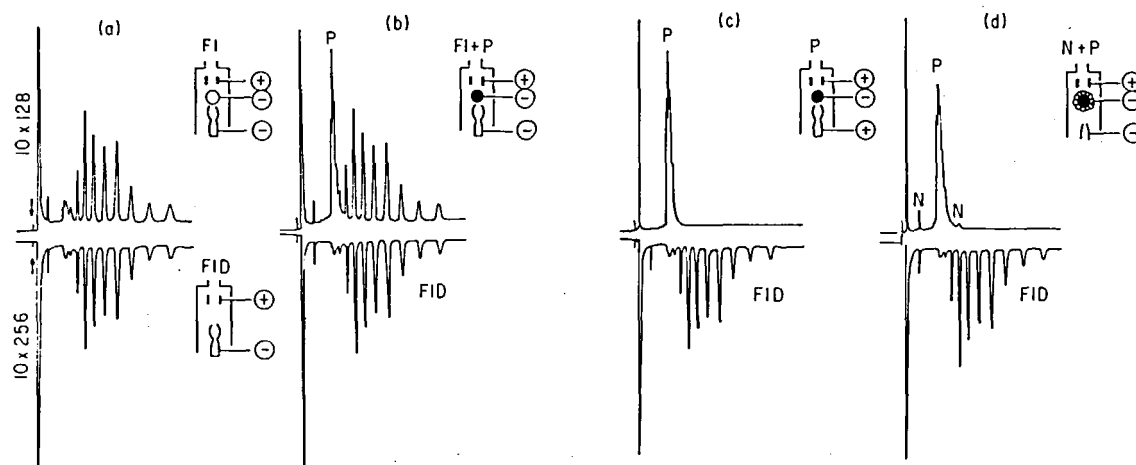 (a)
FI
+
−
−
10 x 128
10 x 256
FID
+
−
(b)
P
FI+P
+
−
−
FID
(c)
P
P
+
−
+
FID
(d)
N
P
N
N+P
+
−
−
FID